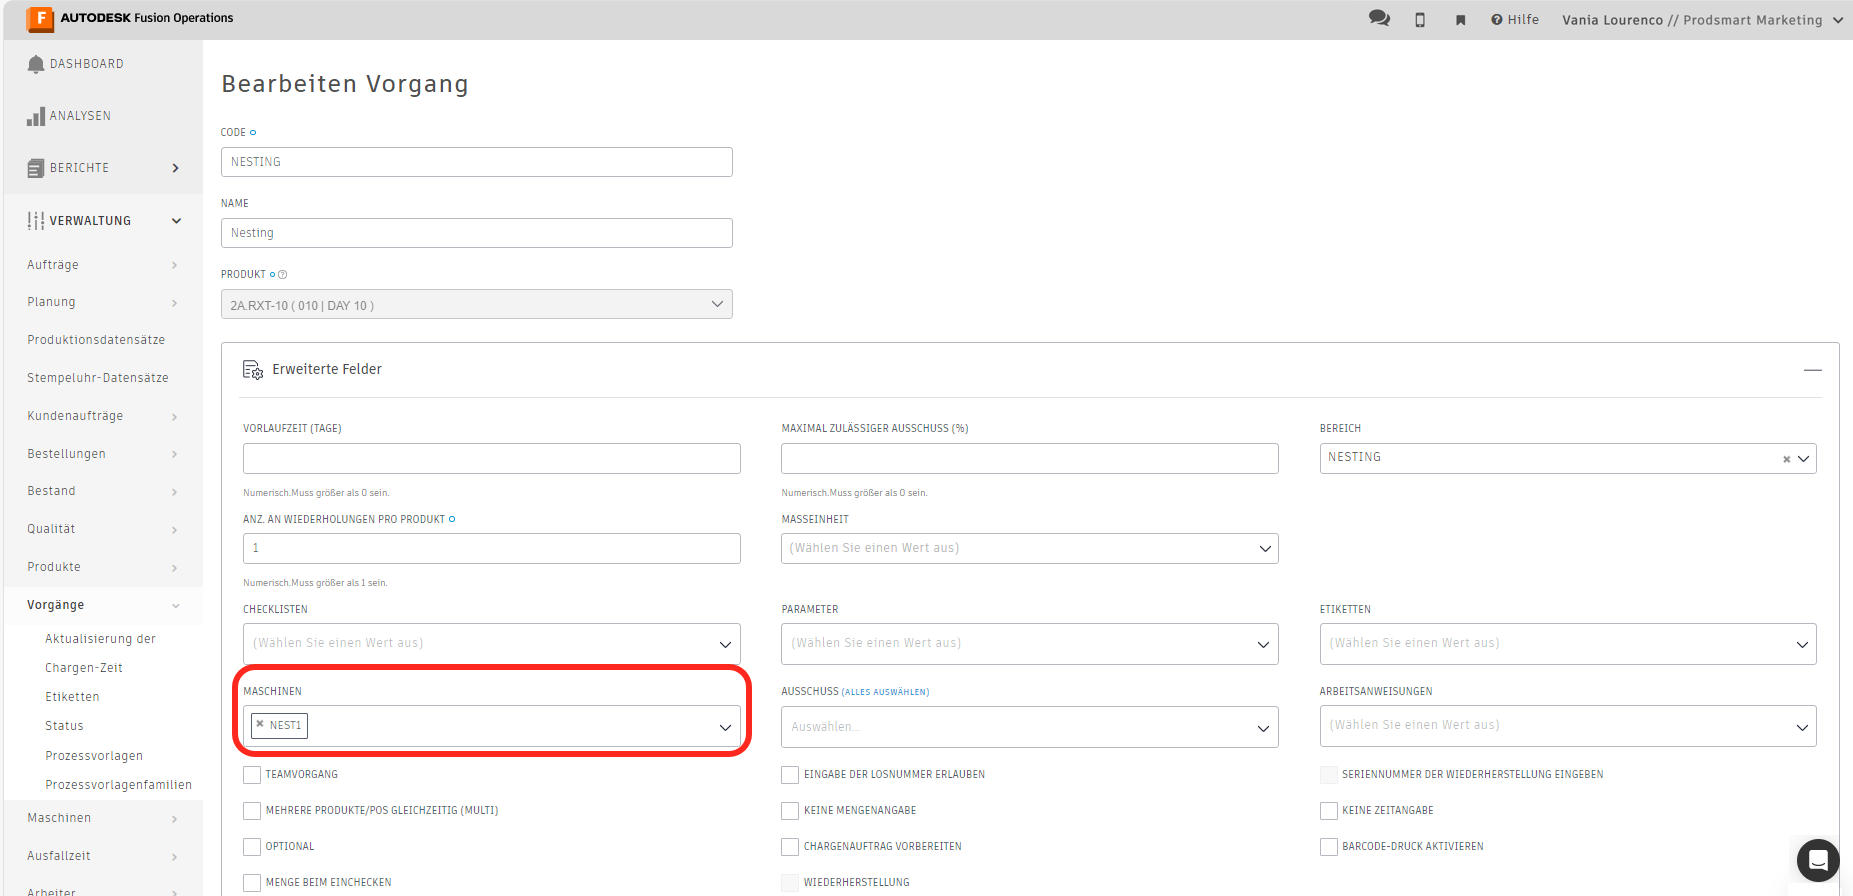 AUTODESK Fusion Operations
Hilfe
Vania Lourenco // Prodsmart Marketing
DASHBOARD
ANALYSEN
BERICHTE
VERWALTUNG
Aufträge
Planung
Produktionsdatensätze
Stempeluhr-Datensätze
Kundenaufträge
Bestellungen
Bestand
Qualität
Produkte
Vorgänge
Aktualisierung der
Chargen-Zeit
Etiketten
Status
Prozessvorlagen
Prozessvorlagenfamilien
Maschinen
Ausfallzeit
Arbeiter
Bearbeiten Vorgang
CODE
NESTING
NAME
Nesting
PRODUKT
2A.RXT-10 ( 010 | DAY 10 )
Erweiterte Felder
VORLAUFZEIT (TAGE)
MAXIMAL ZULÄSSIGER AUSSCHUSS (%)
BEREICH
NESTING
Numerisch.Muss größer als 0 sein.
Numerisch.Muss größer als 0 sein.
ANZ. AN WIEDERHOLUNGEN PRO PRODUKT
MASSEINHEIT
1
(Wählen Sie einen Wert aus)
Numerisch.Muss größer als 1 sein.
CHECKLISTEN
PARAMETER
ETIKETTEN
(Wählen Sie einen Wert aus)
(Wählen Sie einen Wert aus)
(Wählen Sie einen Wert aus)
MASCHINEN
AUSSCHUSS (ALLES AUSWÄHLEN)
ARBEITSANWEISUNGEN
NEST1
Auswählen...
(Wählen Sie einen Wert aus)
TEAMVORGANG
EINGABE DER LOSNUMMER ERLAUBEN
SERIENNUMMER DER WIEDERHERSTELLUNG EINGEBEN
MEHRERE PRODUKTE/POS GLEICHZEITIG (MULTI)
KEINE MENGENANGABE
KEINE ZEITANGABE
OPTIONAL
CHARGENAUFTRAG VORBEREITEN
BARCODE-DRUCK AKTIVIEREN
MENGE BEIM EINCHECKEN
WIEDERHERSTELLUNG